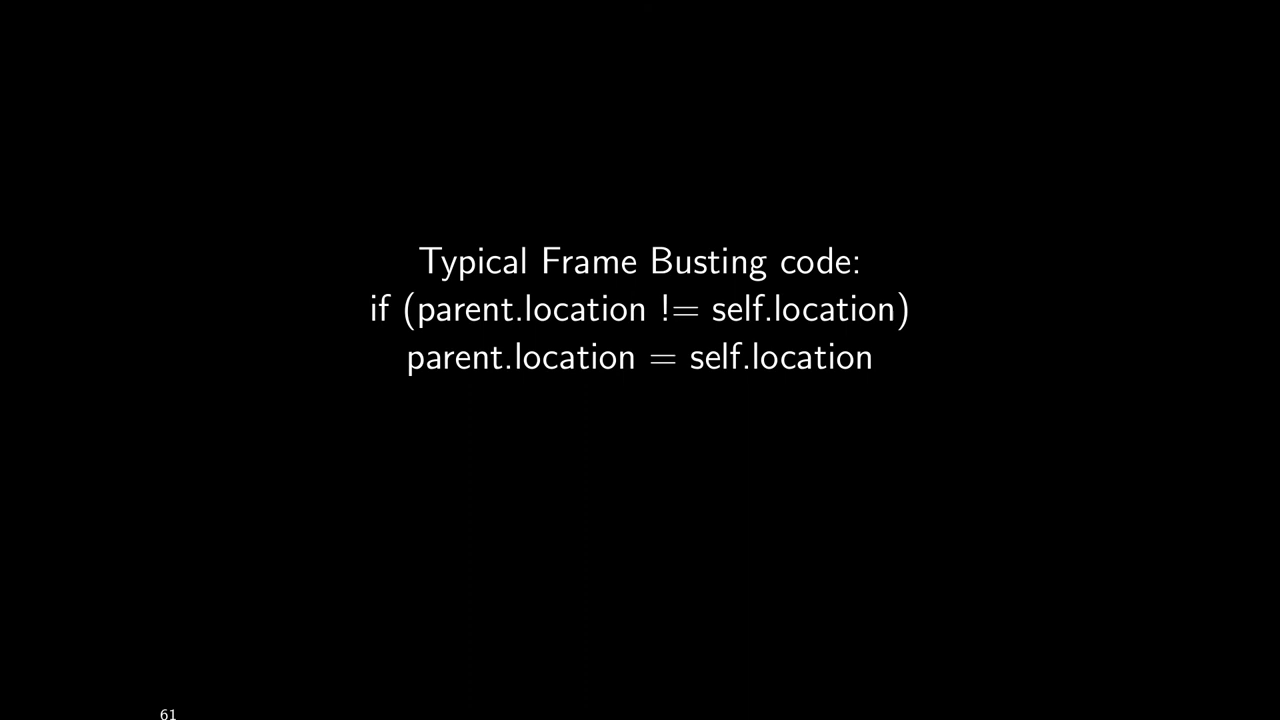 Typical Frame Busting code:
if (parent.location != self.location)
parent.location = self.location
61